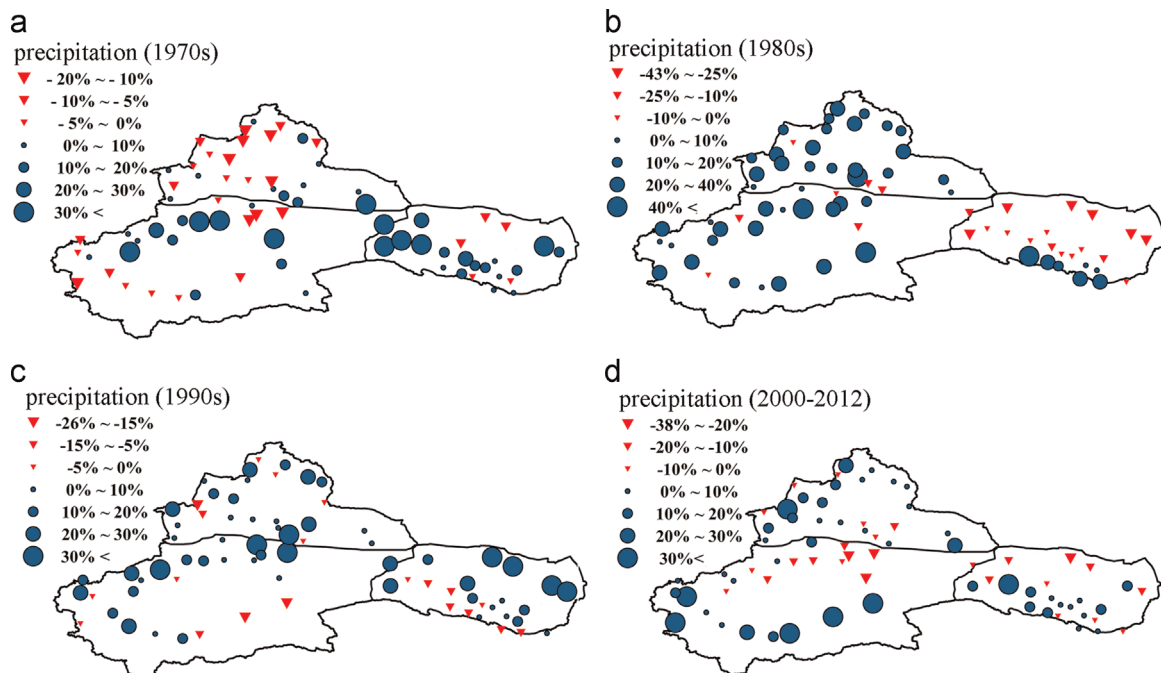 a
precipitation (1970s)
- 20% ~ - 10%
- 10% ~ - 5%
- 5% ~ 0%
0% ~ 10%
10% ~ 20%
20% ~ 30%
30% <
b
precipitation (1980s)
-43% ~ -25%
-25% ~ -10%
-10% ~ 0%
0% ~ 10%
10% ~ 20%
20% ~ 40%
40% <
c
precipitation (1990s)
-26% ~ -15%
-15% ~ -5%
-5% ~ 0%
0% ~ 10%
10% ~ 20%
20% ~ 30%
30% <
d
precipitation (2000-2012)
-38% ~ -20%
-20% ~ -10%
-10% ~ 0%
0% ~ 10%
10% ~ 20%
20% ~ 30%
30% <